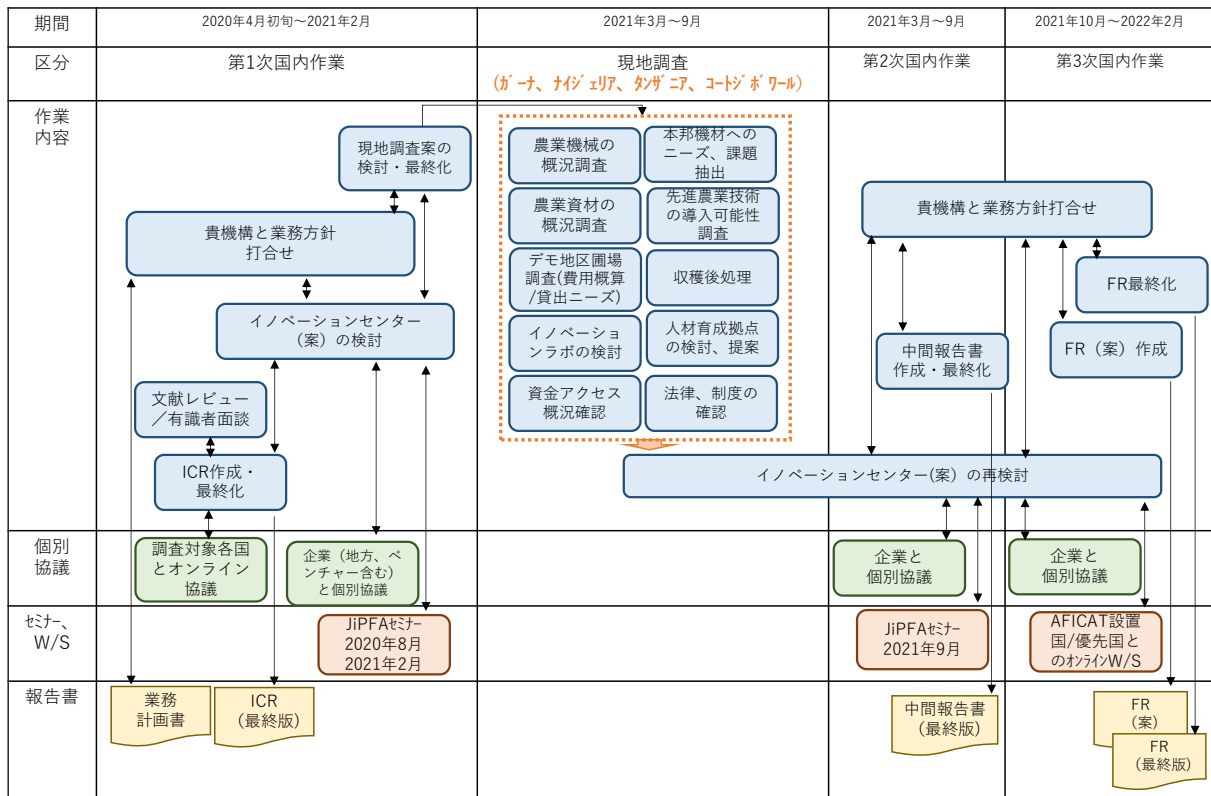 期間
2020年4月初旬～2021年2月
2021年3月～9月
2021年3月～9月
2021年10月～2022年2月
区分
第1次国内作業
現地調査
(ガーナ、ナイジェリア、タンザニア、コートジボワール)
第2次国内作業
第3次国内作業
作業
内容
現地調査案の
検討・最終化
貴機構と業務方針
打合せ
イノベーションセンター
(案）の検討
文献レビュー
／有識者面談
ICR作成・
最終化
農業機械の
概況調査
本邦機材への
ニーズ、課題
抽出
農業資材の
概況調査
先進農業技術
の導入可能性
調査
デモ地区圃場
調査(費用概算
/貸出ニーズ)
収穫後処理
イノベーショ
ンラボの検討
人材育成拠点
の検討、提案
資金アクセス
概況確認
法律、制度の
確認
貴機構と業務方針打合せ
FR最終化
中間報告書
作成・最終化
FR（案）作成
イノベーションセンター(案）の再検討
個別
協議
調査対象各国
とオンライン
協議
企業（地方、ベ
ンチャー含む）
と個別協議
企業と
個別協議
企業と
個別協議
セミナー、
W/S
JiPFAセミナー
2020年8月
2021年2月
JiPFAセミナー
2021年9月
AFICAT設置
国/優先国と
のオンラインW/S
報告書
業務
計画書
ICR
(最終版)
中間報告書
(最終版)
FR
(案）
FR
(最終版)